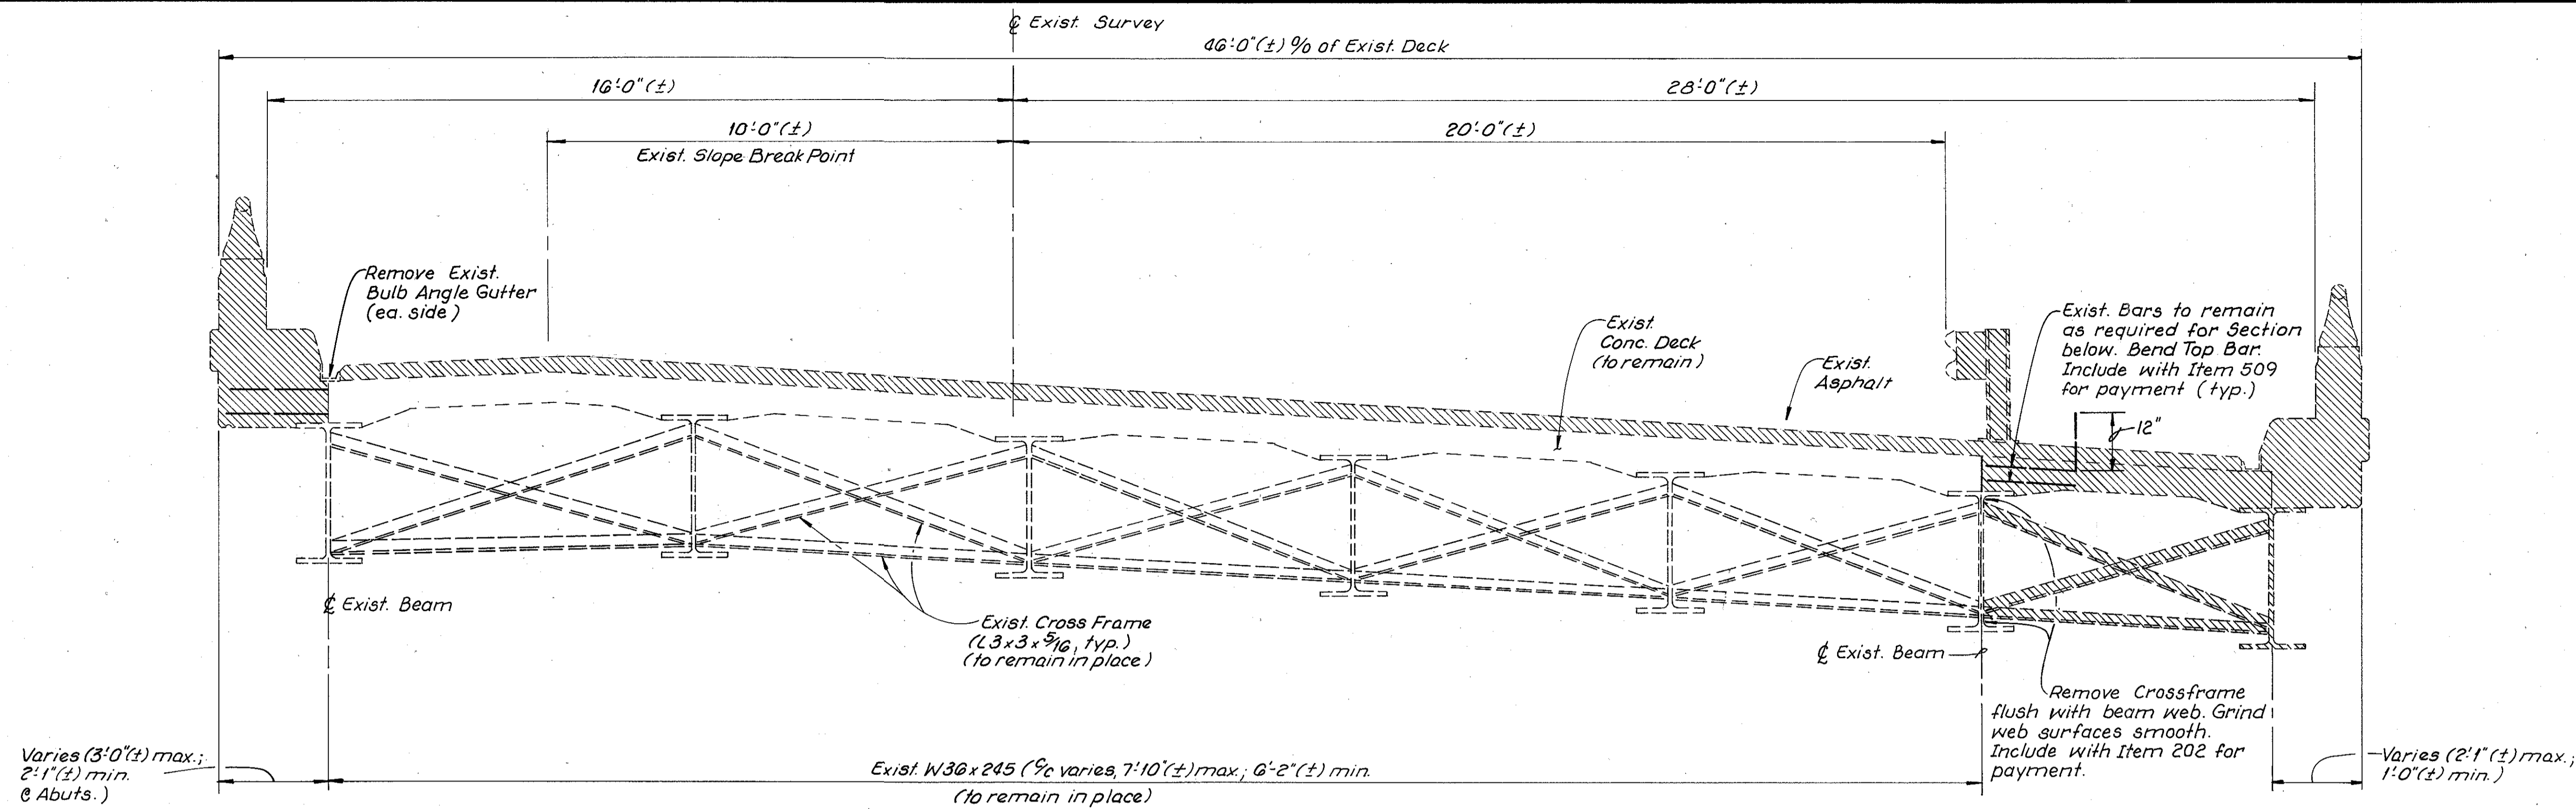 ℄ Exist. Survey
46'-0"(±) % of Exist. Deck
16'-0"(±)
28'-0"(±)
10'-0"(±)
Exist. Slope Break Point
20'-0"(±)
Remove Exist.
Bulb Angle Gutter
(ea. side)
Exist.
Conc. Deck
(to remain)
Exist.
Asphalt
Exist. Bars to remain
as required for Section
below. Bend Top Bar.
Include with Item 509
for payment (typ.)
12"
℄ Exist. Beam
Exist. Cross Frame
(L3x3x5/16, typ.)
(to remain in place)
℄ Exist. Beam
Remove Crossframe
flush with beam web. Grind
web surfaces smooth.
Include with Item 202 for
payment.
Varies (3'-0"(±) max.;
2'-1"(±) min.
@ Abuts.)
Exist. W36x245 (c/c varies, 7'-10"(±) max.; 6'-2"(±) min.
(to remain in place)
Varies (2'-1"(±) max.;
1'-0"(±) min.)